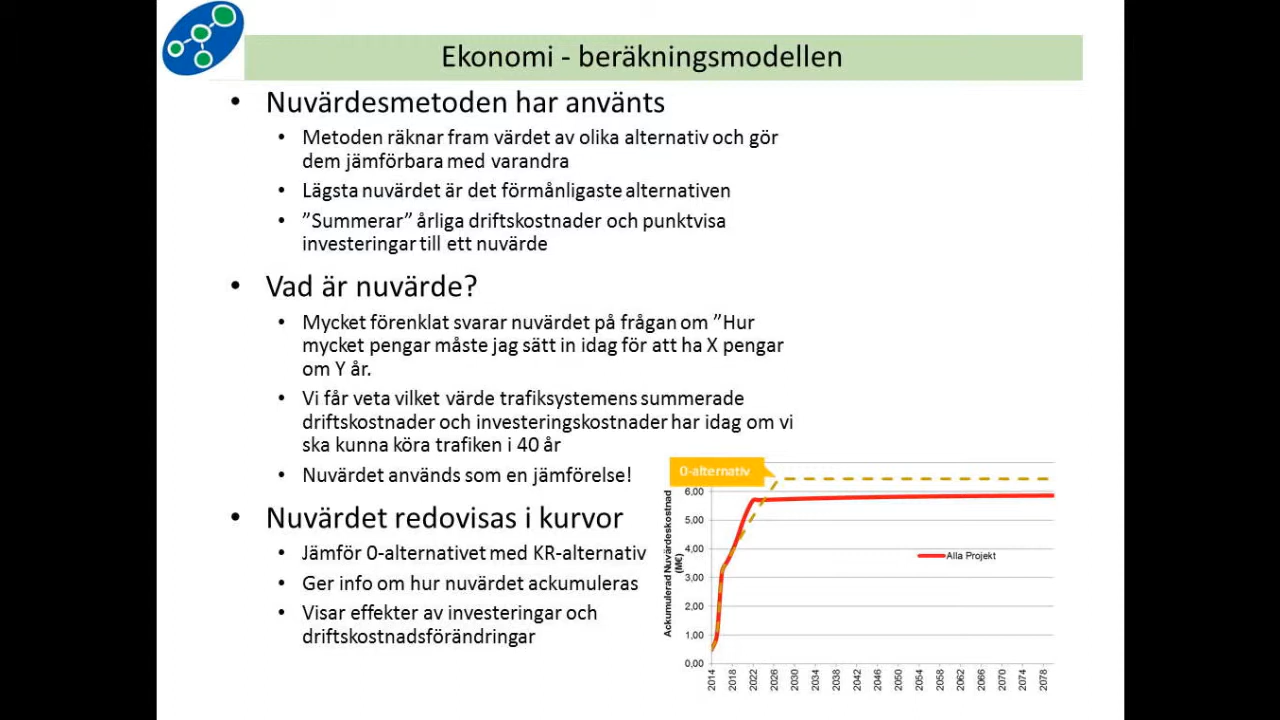 Ekonomi - beräkningsmodellen
• Nuvärdesmetoden har använts
• Metoden räknar fram värdet av olika alternativ och gör
dem jämförbara med varandra
• Lägsta nuvärdet är det förmånligaste alternativen
• ”Summerar” årliga driftskostnader och punktvisa
investeringar till ett nuvärde
• Vad är nuvärde?
• Mycket förenklat svarar nuvärdet på frågan om ”Hur
mycket pengar måste jag sätt in idag för att ha X pengar
om Y år.
• Vi får veta vilket värde trafiksystemens summerade
driftskostnader och investeringskostnader har idag om vi
ska kunna köra trafiken i 40 år
• Nuvärdet används som en jämförelse!
• Nuvärdet redovisas i kurvor
• Jämför 0-alternativet med KR-alternativ
• Ger info om hur nuvärdet ackumuleras
• Visar effekter av investeringar och
driftskostnadsförändringar
0-alternativ
Ackumulerad Nuvärdeskostnad
(M€)
6,00
5,00
4,00
3,00
2,00
1,00
0,00
Alla Projekt
2014 2018 2022 2026 2030 2034 2038 2042 2046 2050 2054 2058 2062 2066 2070 2074 2078